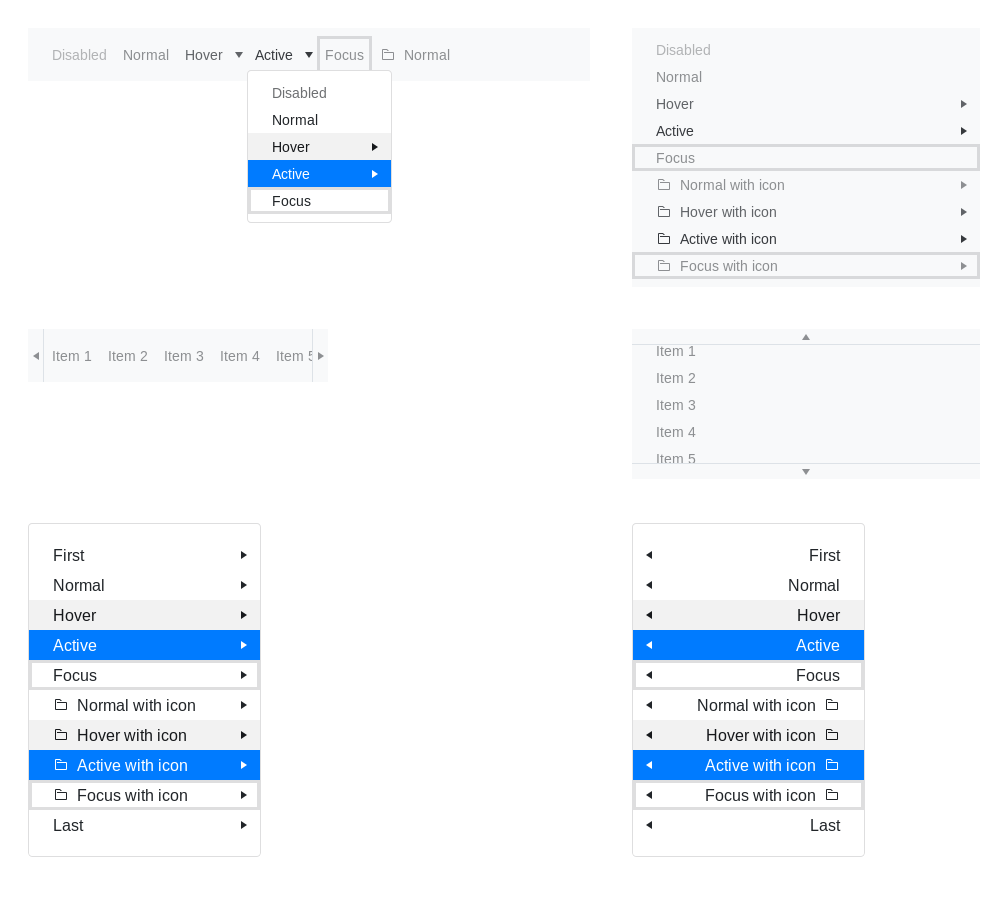 Disabled Normal Hover Active Focus Normal
Disabled
Normal
Hover
Active
Focus
Disabled
Normal
Hover
Active
Focus
Normal with icon
Hover with icon
Active with icon
Focus with icon
Item 1 Item 2 Item 3 Item 4 Item 5
Item 1
Item 2
Item 3
Item 4
Item 5
First
Normal
Hover
Active
Focus
Normal with icon
Hover with icon
Active with icon
Focus with icon
Last
First
Normal
Hover
Active
Focus
Normal with icon
Hover with icon
Active with icon
Focus with icon
Last